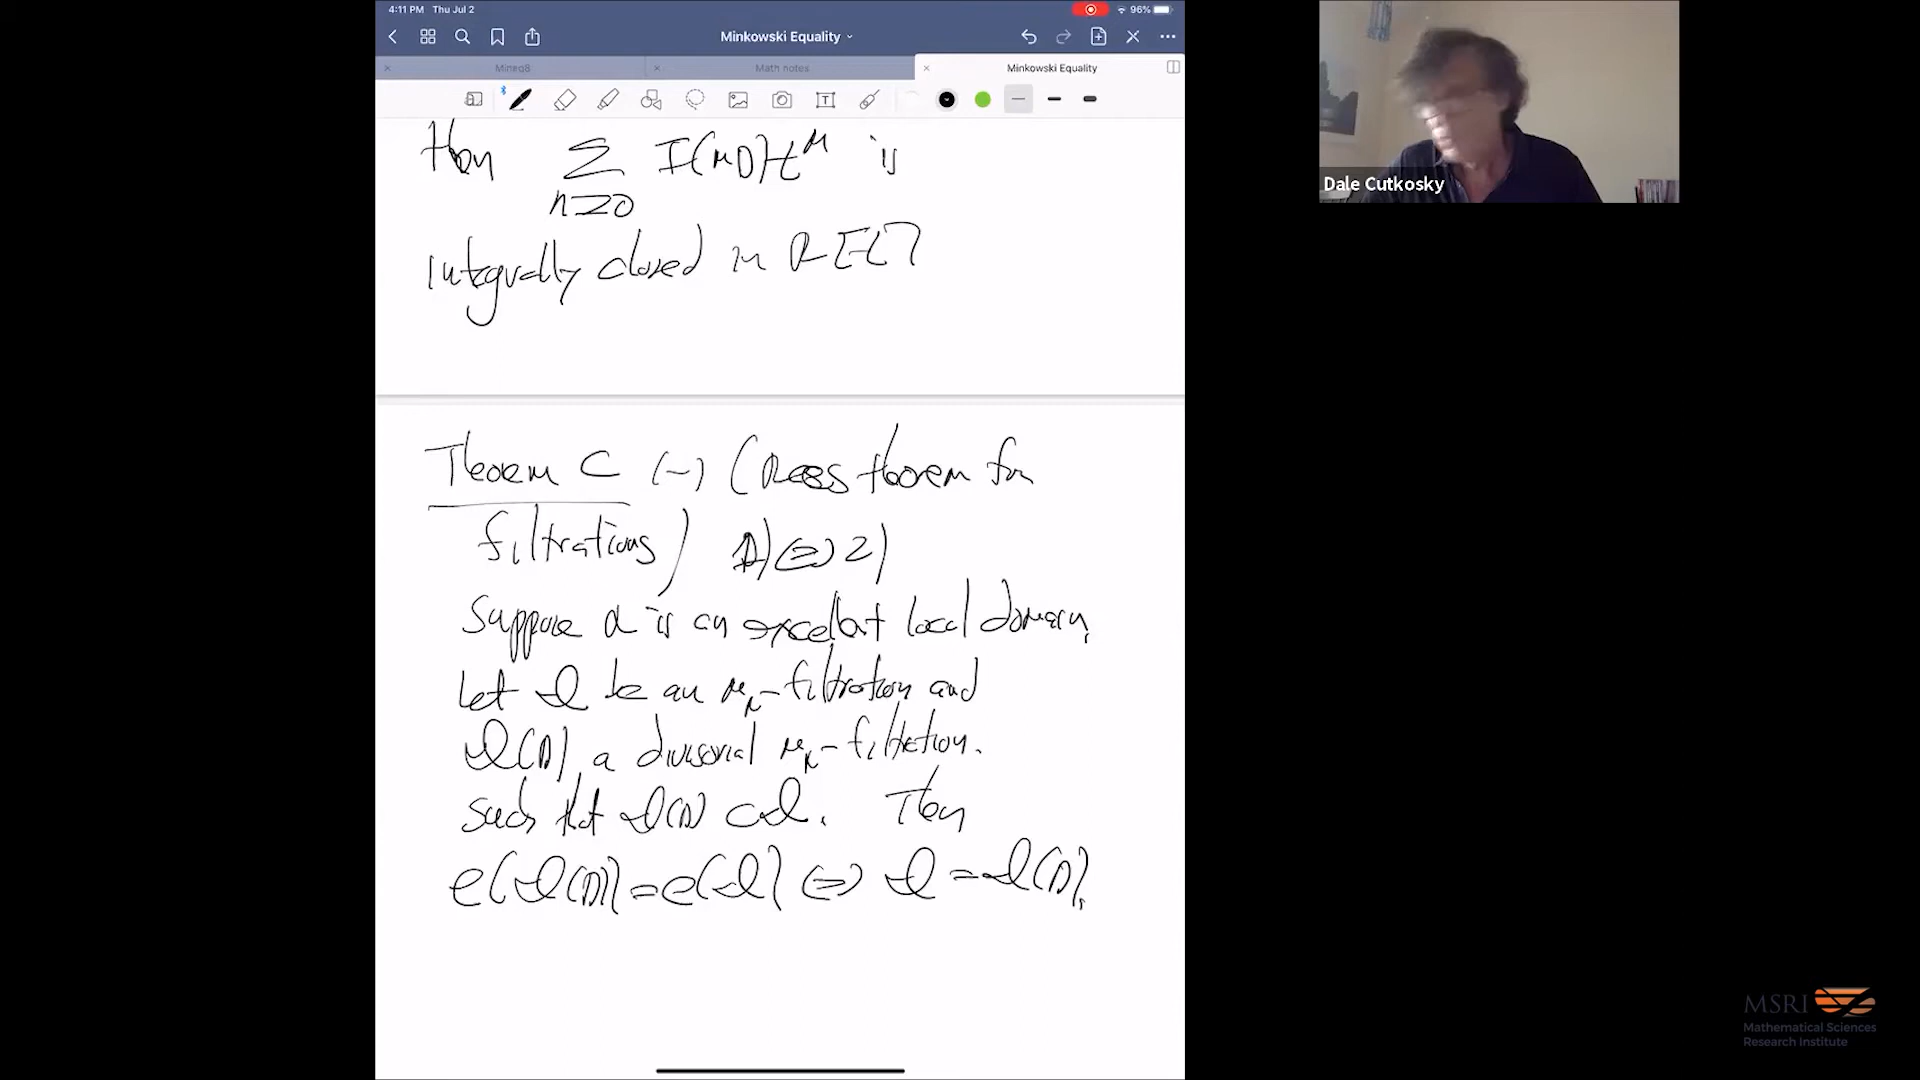 4:11 PM Thu Jul 2
96%
Minkowski Equality
Math notes
Minkowski Equality
then ∑ I(nD)t^n is
n≥0
integrally closed in R[t]
Theorem C (–) (Rees theorem for
filtrations) 1) ⇔ 2)
Suppose R is an excellent local domain.
Let I be an m_R-filtration and
I(D) a divisorial m_R-filtration.
such that I(D) ⊂ I. Then
e(I(D)) = e(I) ⇔ I = I(D).
Dale Cutkosky
MSRI
Mathematical Sciences
Research Institute